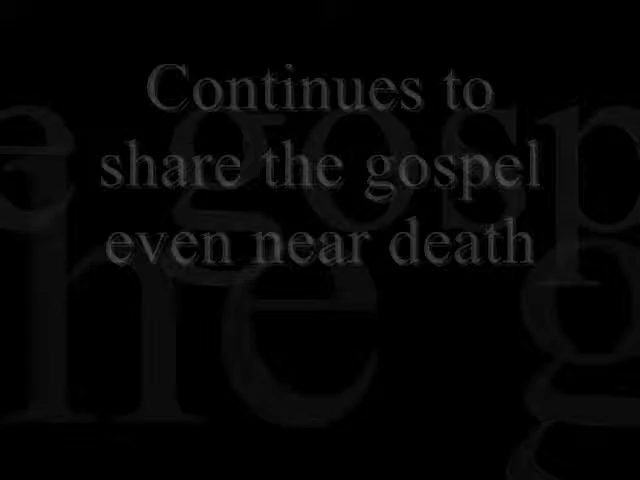 Continues to
share the gospel
even near death